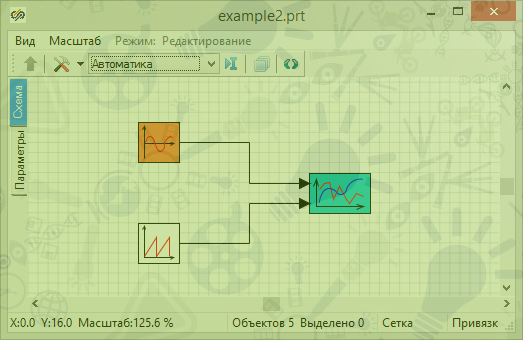 example2.prt
Вид Масштаб Режим: Редактирование
Автоматика
Схема
Параметры
X:0.0 Y:16.0 Масштаб:125.6 % Объектов 5 Выделено 0 Сетка Привязк